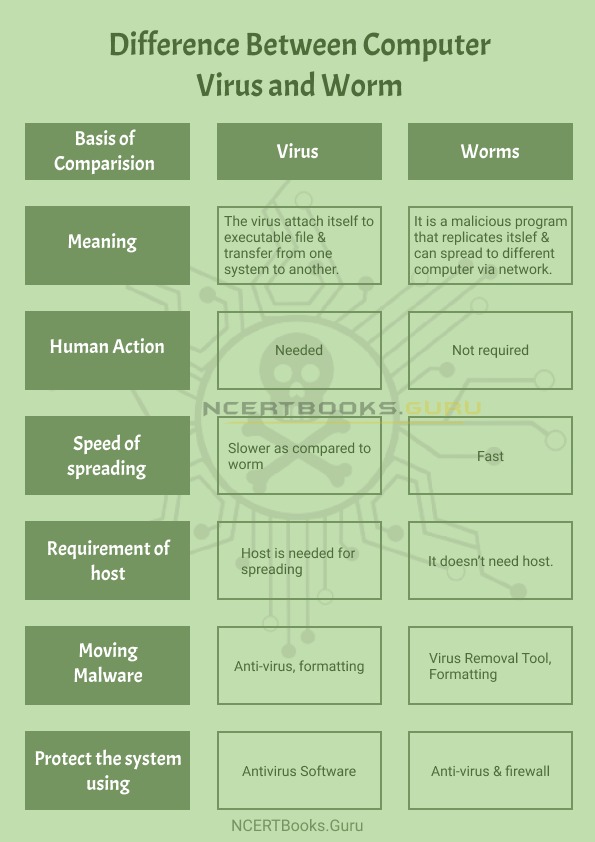 Difference Between Computer
Virus and Worm
Basis of
Comparision
Virus
Worms
Meaning
The virus attach itself to
executable file &
transfer from one
system to another.
It is a malicious program
that replicates itslef &
can spread to different
computer via network.
Human Action
Needed
Not required
NCERTBOOKS.GURU
Speed of
spreading
Slower as compared to
worm
Fast
Requirement of
host
Host is needed for
spreading
It doesn't need host.
Moving
Malware
Anti-virus, formatting
Virus Removal Tool,
Formatting
Protect the system
using
Antivirus Software
Anti-virus & firewall
NCERTBooks.Guru